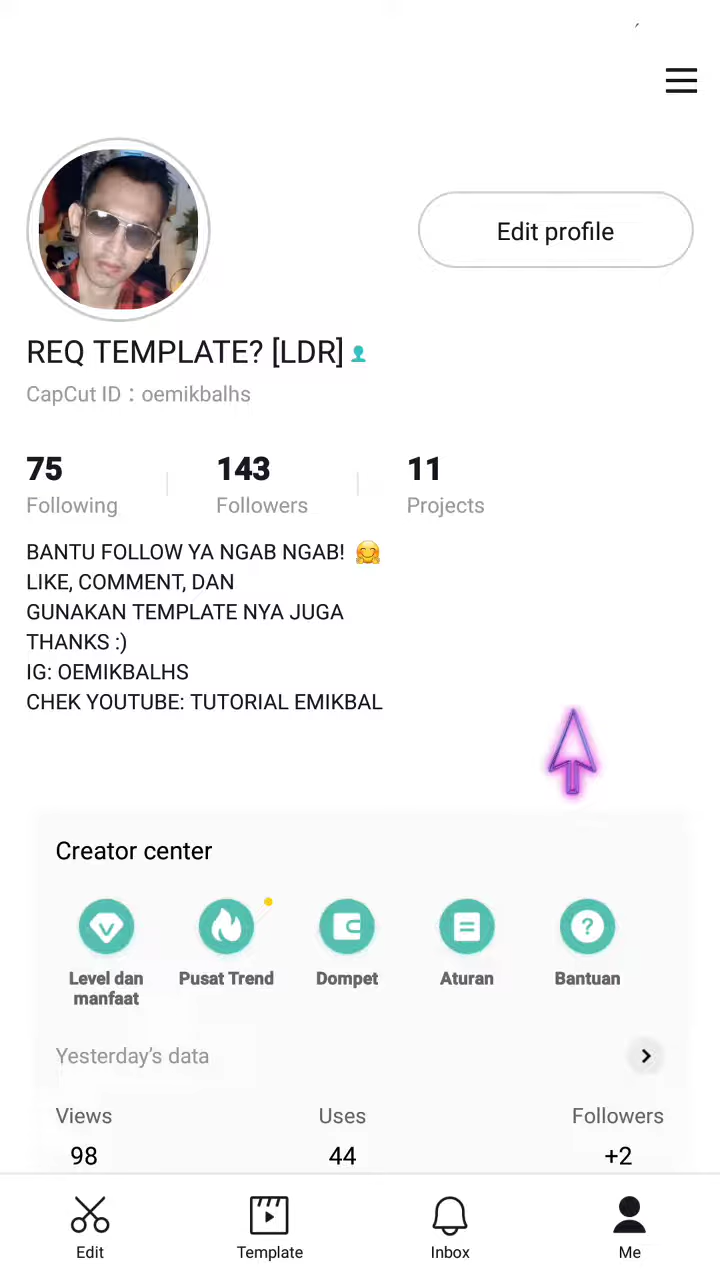 Edit profile
REQ TEMPLATE? [LDR]
CapCut ID : oemikbalhs
75 143 11
Following Followers Projects
BANTU FOLLOW YA NGAB NGAB! 🤗
LIKE, COMMENT, DAN
GUNAKAN TEMPLATE NYA JUGA
THANKS :)
IG: OEMIKBALHS
CHEK YOUTUBE: TUTORIAL EMIKBAL
Creator center
Level dan Pusat Trend Dompet Aturan Bantuan
manfaat
Yesterday's data
Views Uses Followers
98 44 +2
Edit Template Inbox Me